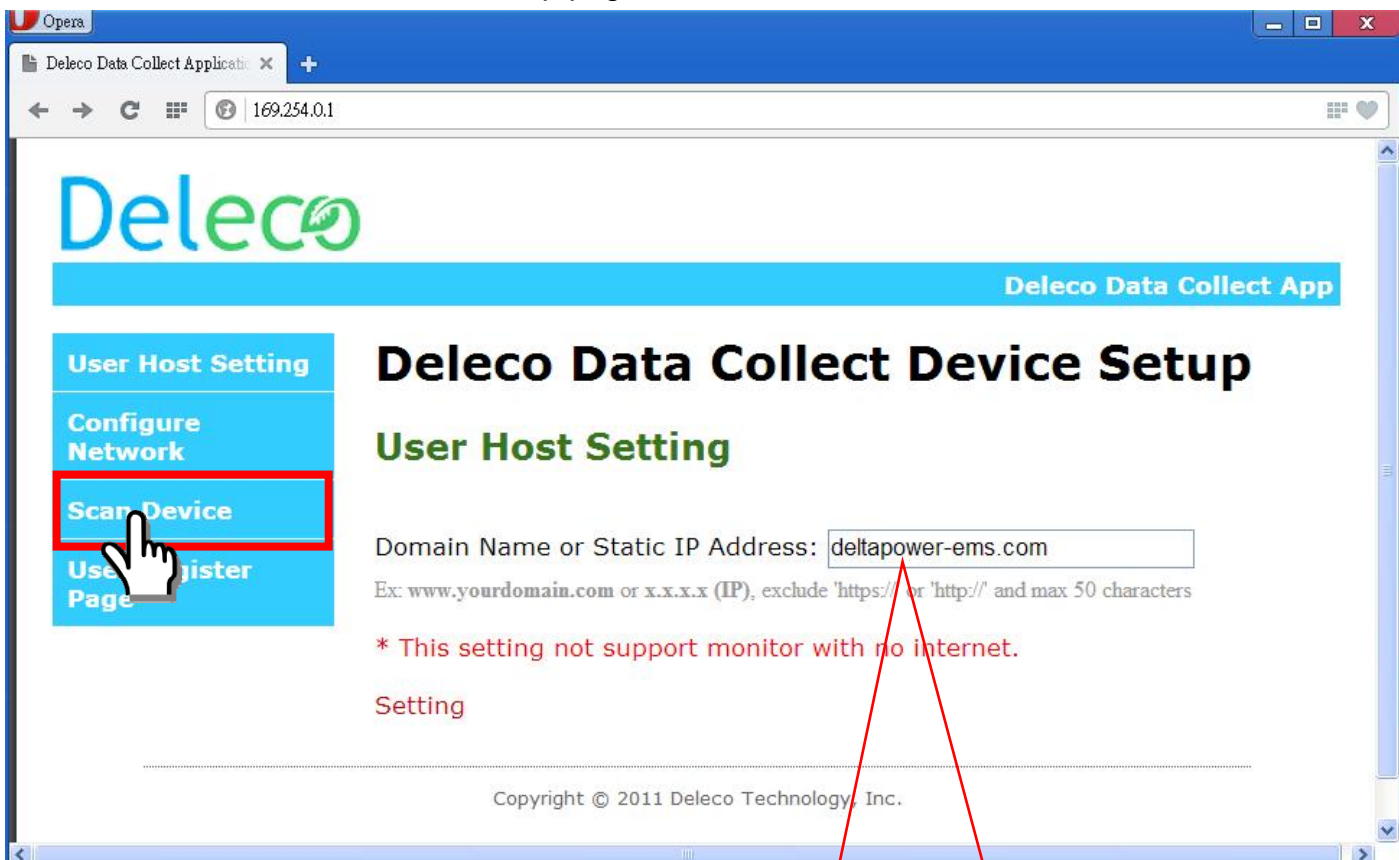 Opera
Deleco Data Collect Applicatio
169.254.0.1
Deleco
Deleco Data Collect App
User Host Setting
Configure
Network
Scan Device
Page
Deleco Data Collect Device Setup
User Host Setting
Domain Name or Static IP Address: deltapower-ems.com
Ex: www.yourdomain.com or x.x.x.x (IP), exclude 'https://' or 'http://' and max 50 characters
* This setting not support monitor with no internet.
Setting
Copyright © 2011 Deleco Technology, Inc.